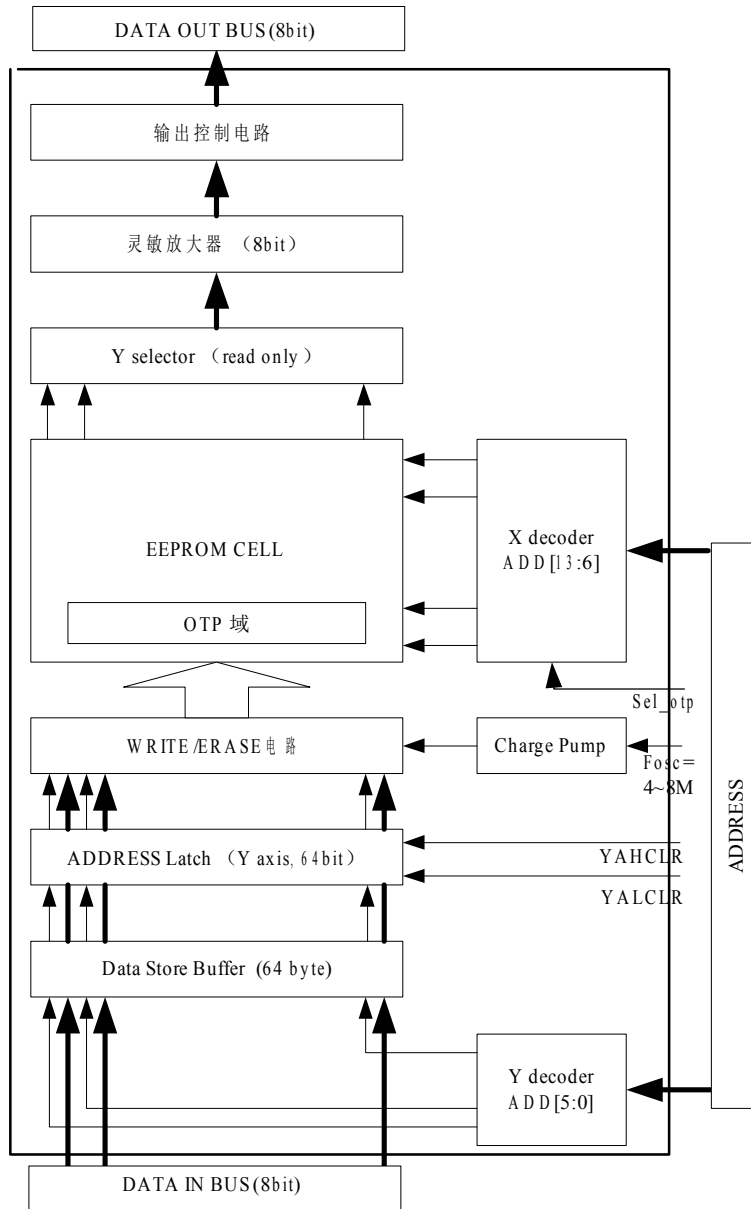 DATA OUT BUS(8bit)
输出控制电路
灵敏放大器 (8bit)
Y selector (read only)
EEPROM CELL
X decoder
ADD[13:6]
OTP 域
Sel_otp
WRITE/ERASE电路
Charge Pump
Fosc=
4~8M
ADDRESS
ADDRESS Latch (Y axis, 64bit)
YAHCLR
YALCLR
Data Store Buffer (64 byte)
Y decoder
ADD[5:0]
DATA IN BUS(8bit)